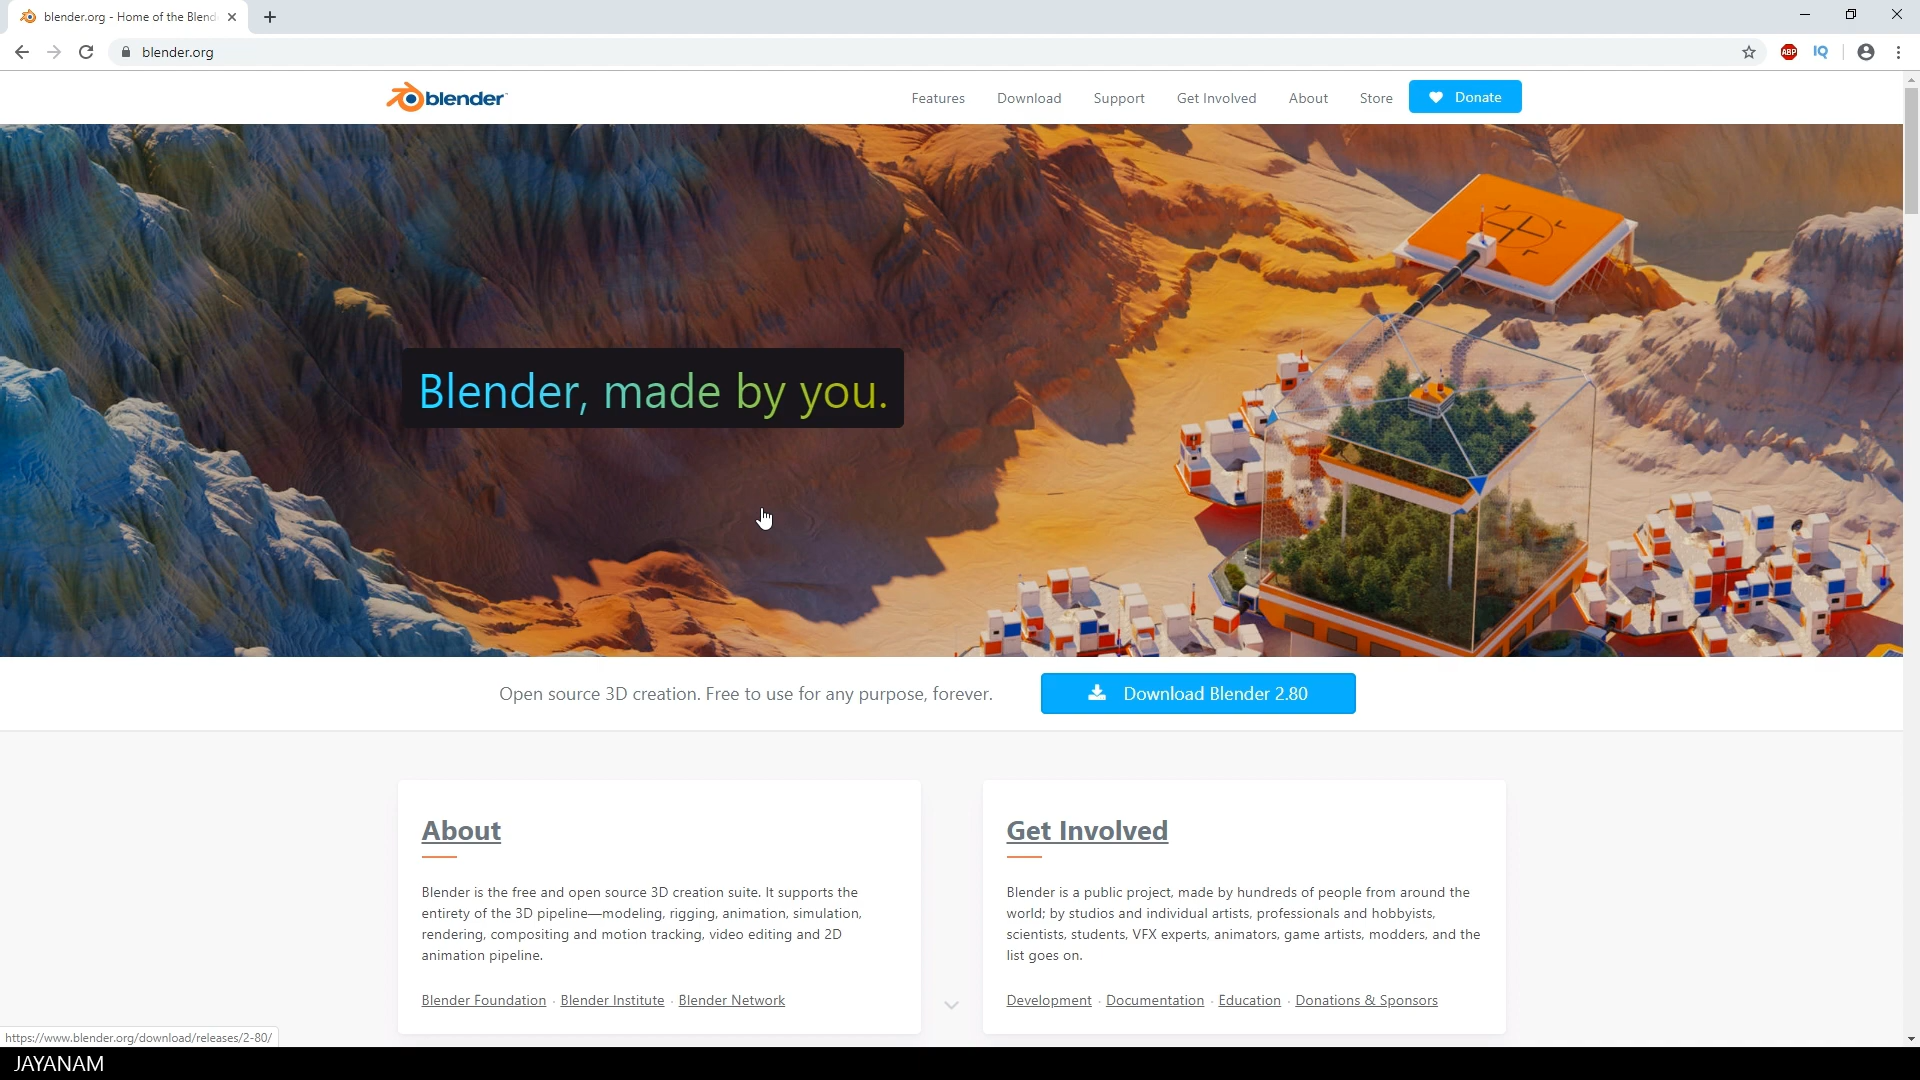 blender.org - Home of the Blend
blender.org
ABP
IQ
blender
Features
Download
Support
Get Involved
About
Store
Donate
Blender, made by you.
Open source 3D creation. Free to use for any purpose, forever.
Download Blender 2.80
About
Blender is the free and open source 3D creation suite. It supports the
entirety of the 3D pipeline—modeling, rigging, animation, simulation,
rendering, compositing and motion tracking, video editing and 2D
animation pipeline.
Blender Foundation · Blender Institute · Blender Network
Get Involved
Blender is a public project, made by hundreds of people from around the
world; by studios and individual artists, professionals and hobbyists,
scientists, students, VFX experts, animators, game artists, modders, and the
list goes on.
Development · Documentation · Education · Donations & Sponsors
https://www.blender.org/download/releases/2-80/
JAYANAM